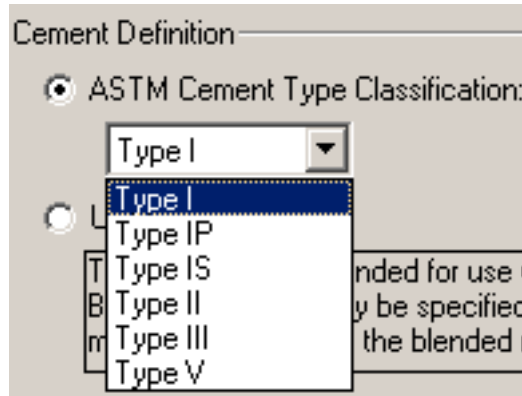 Cement Definition
ASTM Cement Type Classification:
Type I
Type I
Type IP
Type IS
nded for use
Type II
y be specified
Type III
the blended
Type V